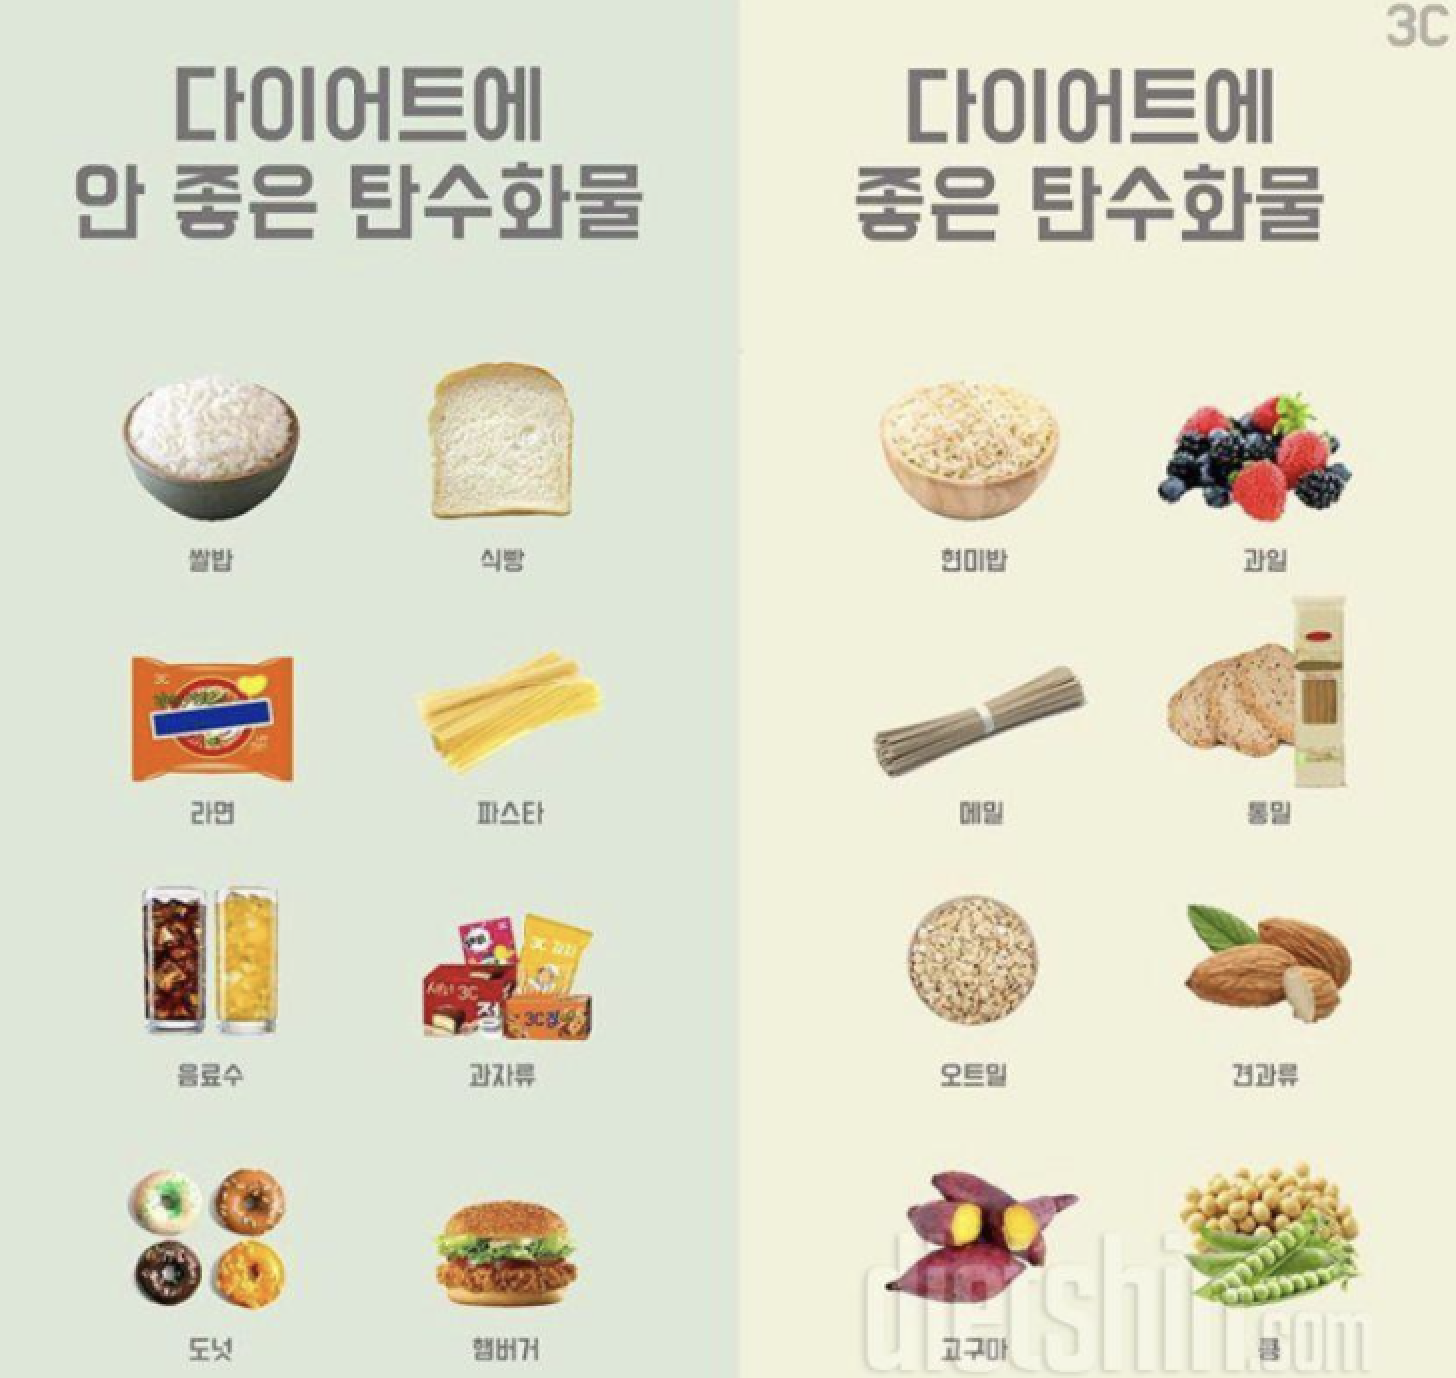 3C
다이어트에
안 좋은 탄수화물
다이어트에
좋은 탄수화물
쌀밥
식빵
현미밥
과일
라면
파스타
메밀
통밀
음료수
과자류
오트밀
견과류
도넛
햄버거
고구마
콩
dietshin.com